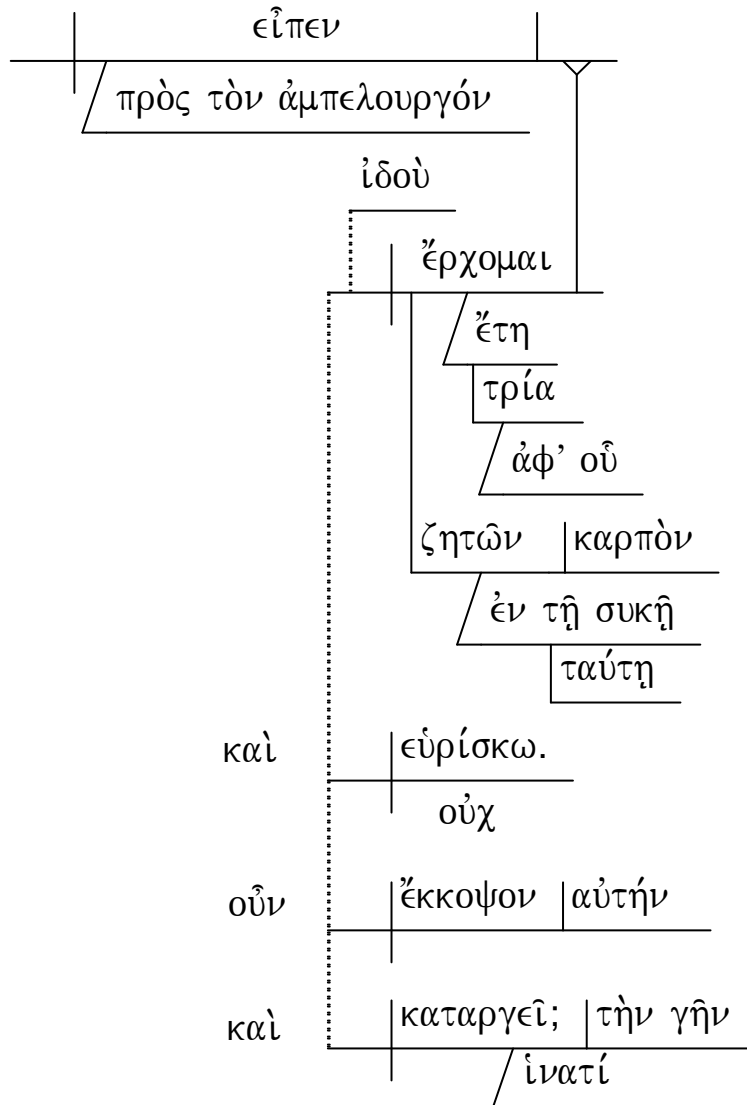 εἶπεν
πρὸς τὸν ἀμπελουργόν
ἰδοὺ
ἔρχομαι
ἔτη
τρία
ἀφ’ οὗ
ζητῶν καρπὸν
ἐν τῇ συκῇ
ταύτῃ
καὶ εὑρίσκω.
οὐχ
οὖν ἔκκοψον αὐτήν
καὶ καταργεῖ; τὴν γῆν
ἱνατί